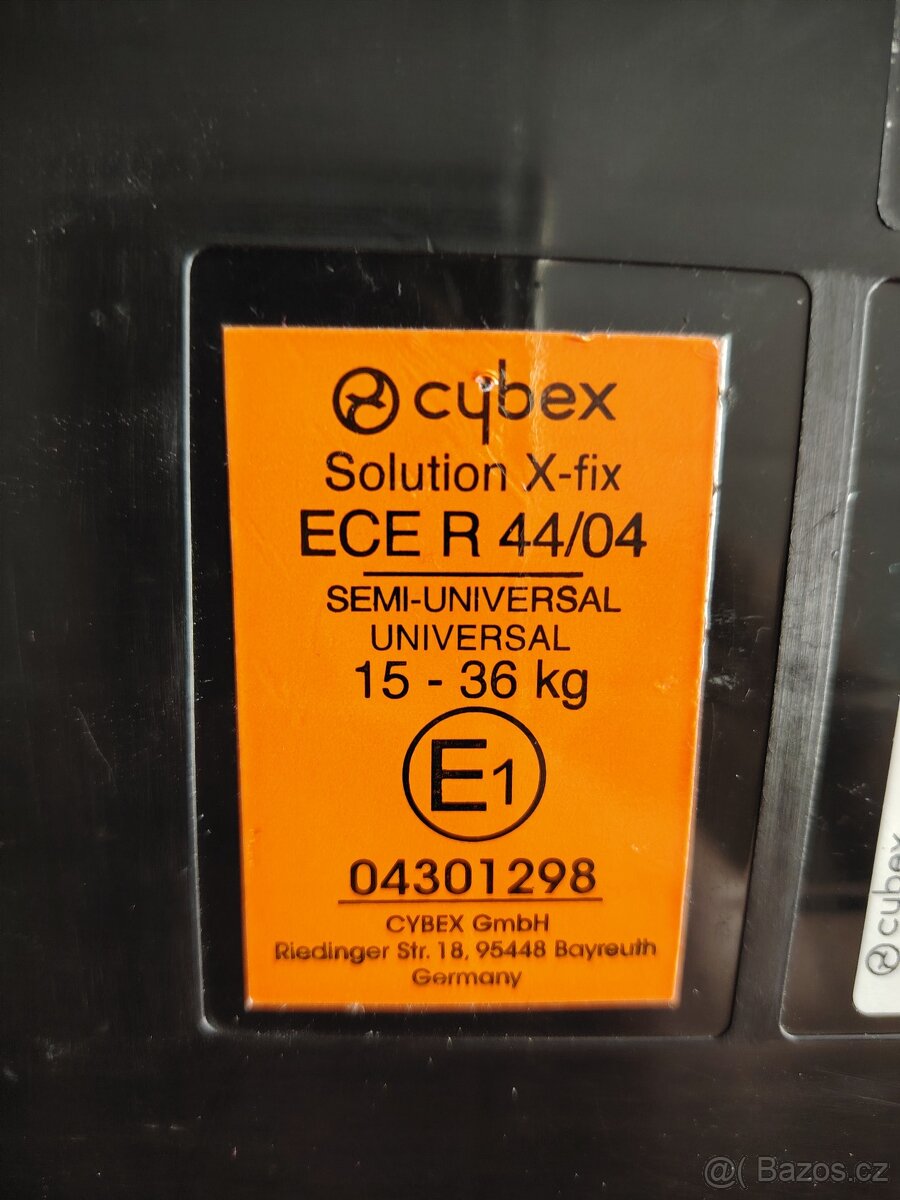 cybex
Solution X-fix
ECE R 44/04
SEMI-UNIVERSAL
UNIVERSAL
15 - 36 kg
E1
04301298
CYBEX GmbH
Riedinger Str. 18, 95448 Bayreuth
Germany
cybex
@( Bazos.cz